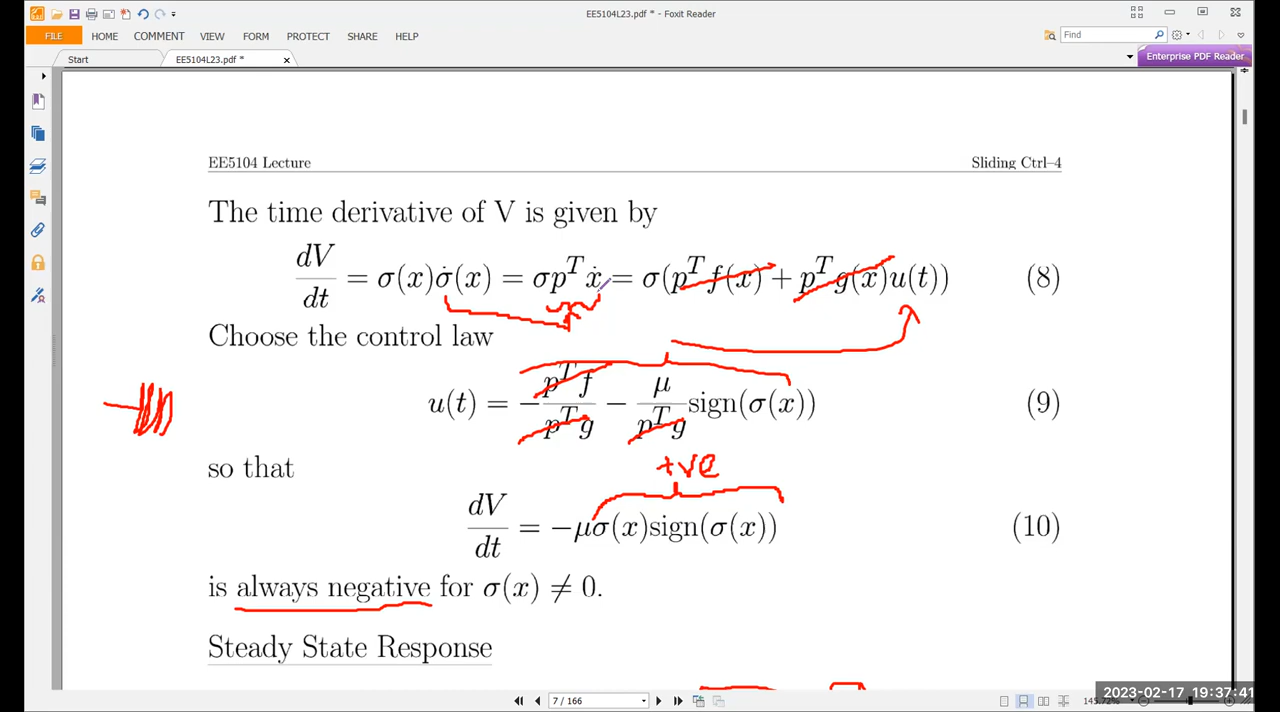 EE5104L23.pdf * - Foxit Reader
FILE HOME COMMENT VIEW FORM PROTECT SHARE HELP Find
Start EE5104L23.pdf * Enterprise PDF Reader
EE5104 Lecture Sliding Ctrl–4
The time derivative of V is given by
dV/dt = σ(x)σ̇(x) = σp^T ẋ = σ(p^T f(x) + p^T g(x)u(t)) (8)
Choose the control law
u(t) = −p^T f/p^T g − μ/p^T g sign(σ(x)) (9)
so that
+ve
dV/dt = −μσ(x)sign(σ(x)) (10)
is always negative for σ(x) ≠ 0.
Steady State Response
7 / 166
2023-02-17 19:37:41